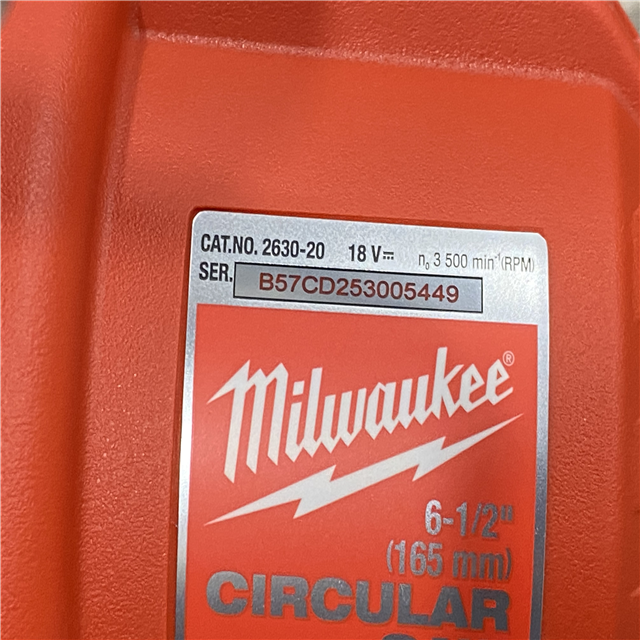 CAT.NO. 2630-20 18 V⎓ n₀ 3 500 min⁻¹(RPM)
SER. B57CD253005449
Milwaukee®
6-1/2"
(165 mm)
CIRCULAR